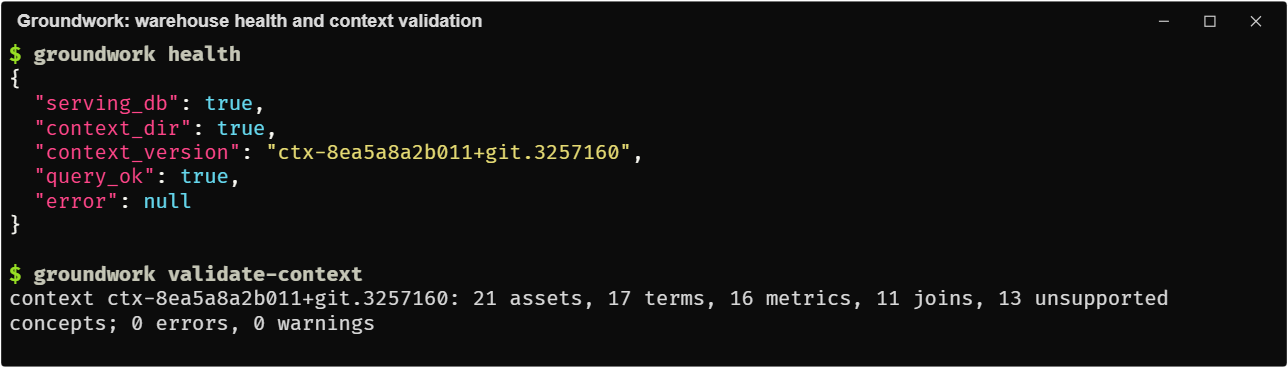 Groundwork: warehouse health and context validation
$ groundwork health
{
  "serving_db": true,
  "context_dir": true,
  "context_version": "ctx-8ea5a8a2b011+git.3257160",
  "query_ok": true,
  "error": null
}
$ groundwork validate-context
context ctx-8ea5a8a2b011+git.3257160: 21 assets, 17 terms, 16 metrics, 11 joins, 13 unsupported
concepts; 0 errors, 0 warnings